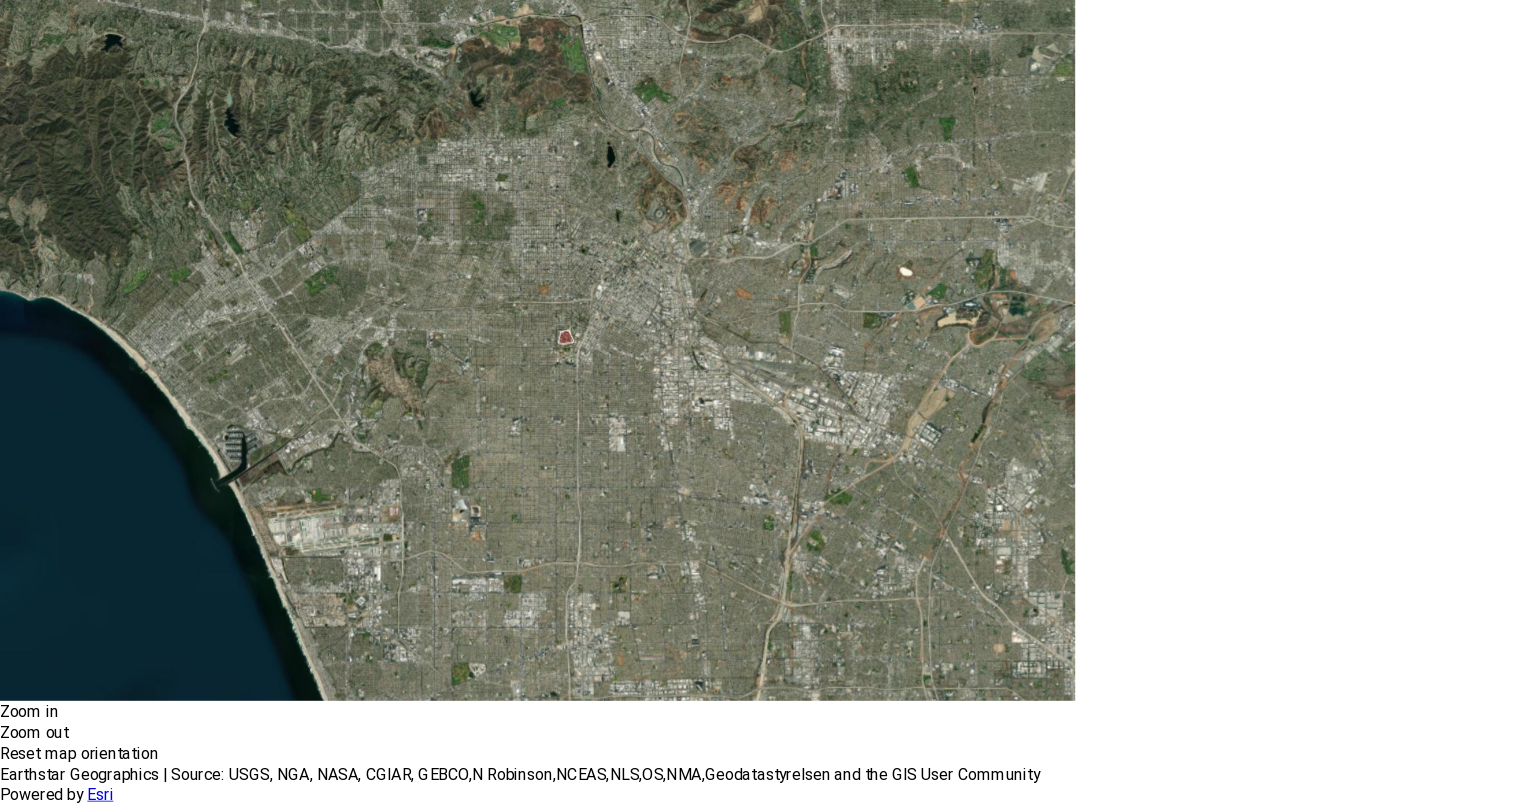 Zoom in
Zoom out
Reset map orientation
Earthstar Geographics | Source: USGS, NGA, NASA, CGIAR, GEBCO,N Robinson,NCEAS,NLS,OS,NMA,Geodatastyrelsen and the GIS User Community
Powered by Esri